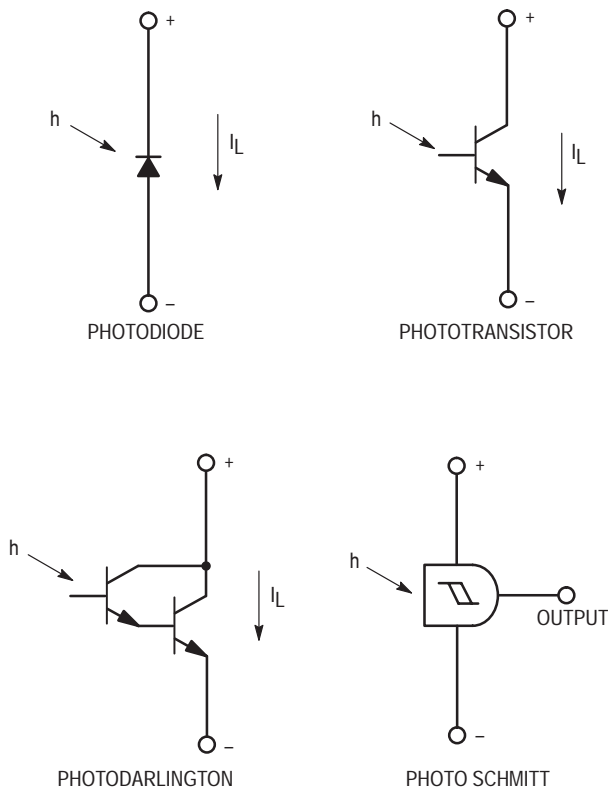 +
+
h
IL
h
IL
–
–
PHOTODIODE
PHOTOTRANSISTOR
+
+
h
IL
h
OUTPUT
–
–
PHOTODARLINGTON
PHOTO SCHMITT